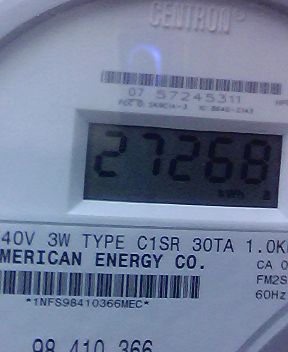 CENTRON
07 57245311
27268
kWh
40V 3W TYPE C1SR 30TA 1.0K
MERICAN ENERGY CO.
CA 0
FM2S
60Hz
*1NFS98410366MEC*
98 410 366